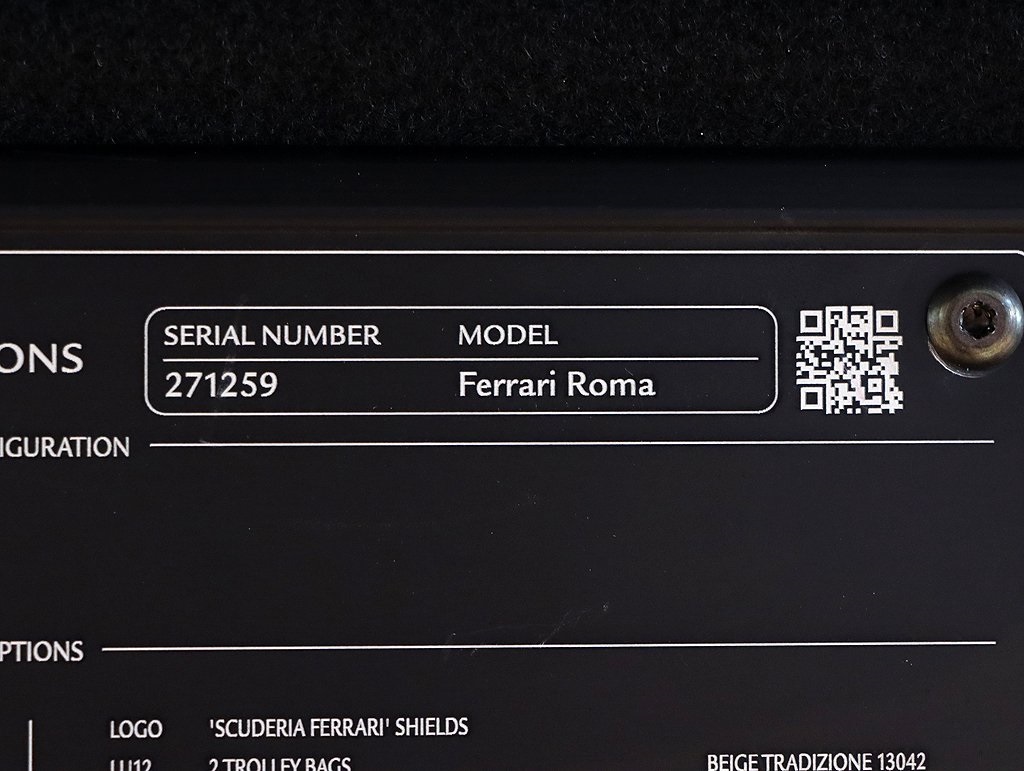 SERIAL NUMBER MODEL
ONS
271259 Ferrari Roma
IGURATION
PTIONS
LOGO 'SCUDERIA FERRARI' SHIELDS
LU12 2 TROLLEY BAGS BEIGE TRADIZIONE 13042